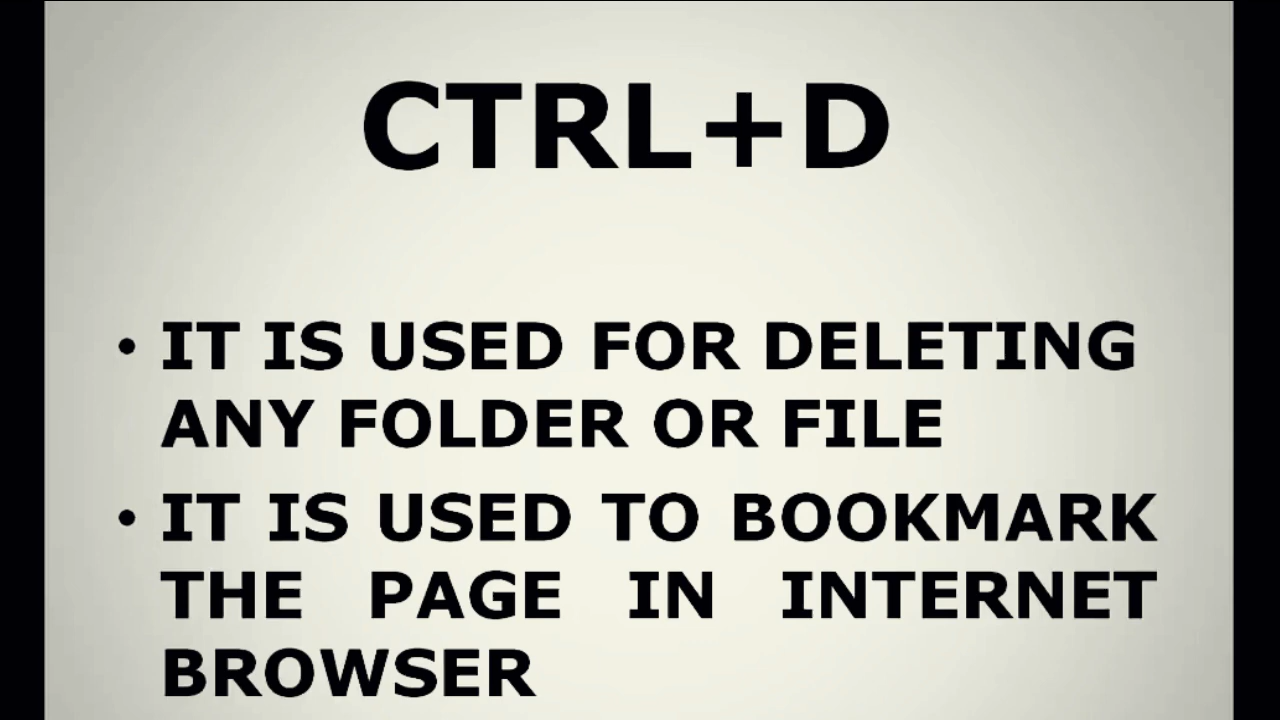 CTRL+D
• IT IS USED FOR DELETING
ANY FOLDER OR FILE
• IT IS USED TO BOOKMARK
THE PAGE IN INTERNET
BROWSER